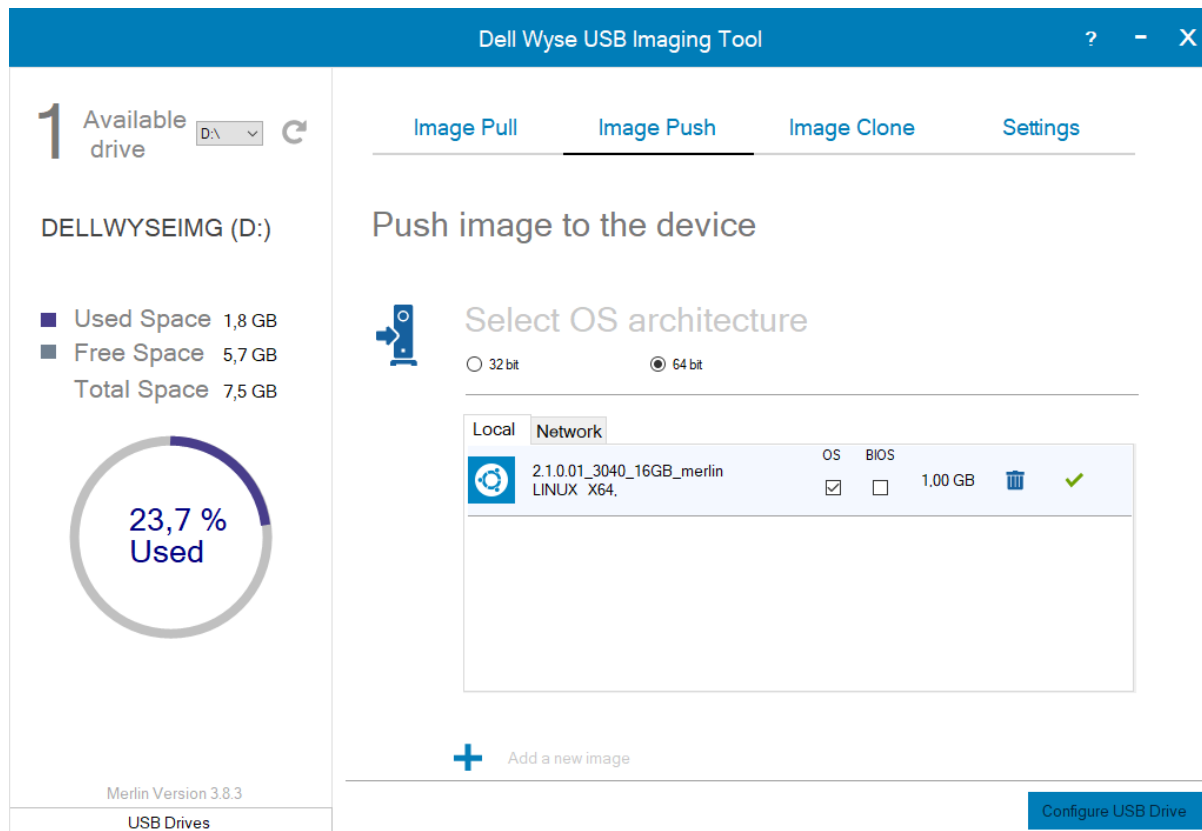 Dell Wyse USB Imaging Tool
? - X
1 Available drive D:\
Image Pull Image Push Image Clone Settings
DELLWYSEIMG (D:)
Push image to the device
Used Space 1,8 GB
Free Space 5,7 GB
Total Space 7,5 GB
Select OS architecture
32 bit 64 bit
Local Network
OS BIOS
2.1.0.01_3040_16GB_merlin
LINUX X64,
1,00 GB
23,7 %
Used
Add a new image
Merlin Version 3.8.3
USB Drives
Configure USB Drive